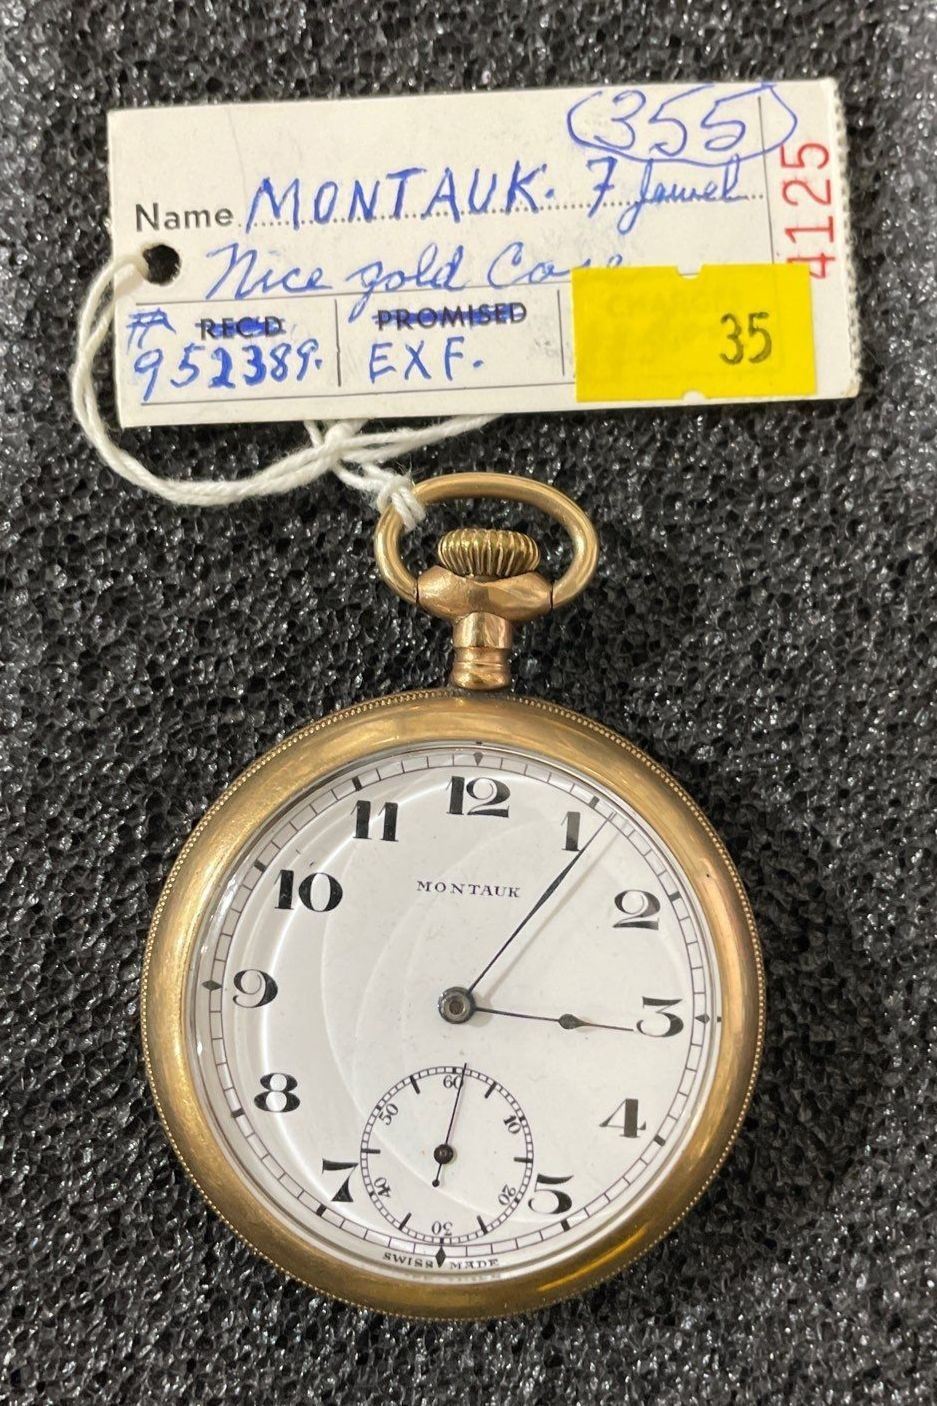 355
Name MONTAUK. 7 Jewel
4125
Nice gold Case
# REC'D PROMISED
952389. EXF. 35
12
11 1
MONTAUK
10 2
9 3
8 4
7 5
60
50 10
40 20
30
SWISS MADE